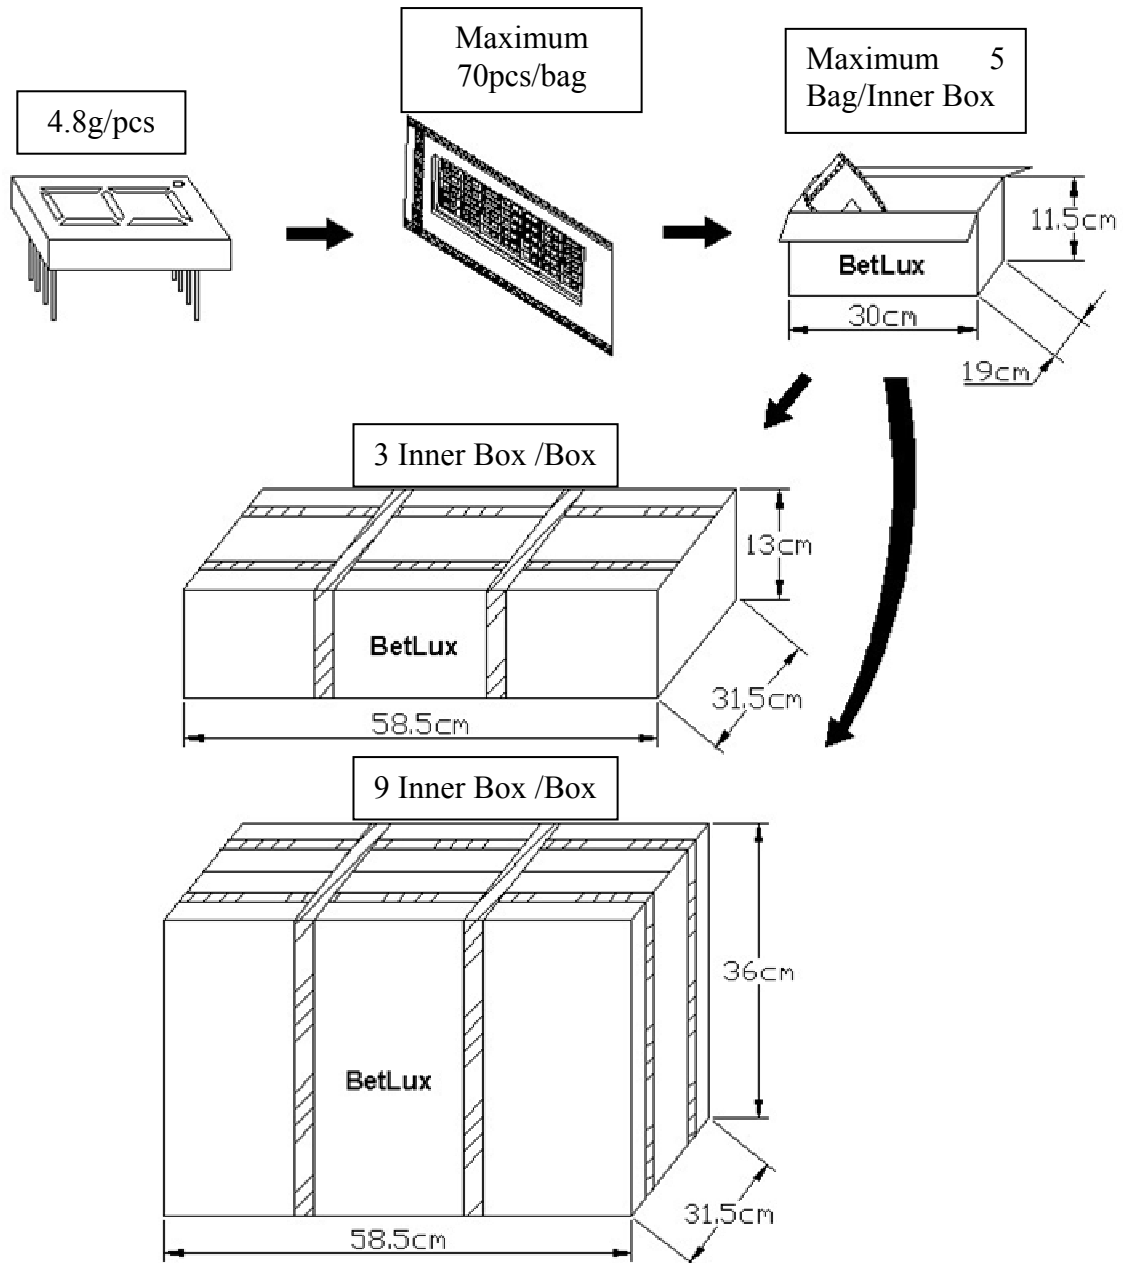 4.8g/pcs
Maximum
70pcs/bag
Maximum 5
Bag/Inner Box
BetLux
11.5cm
30cm
19cm
3 Inner Box /Box
BetLux
13cm
31.5cm
58.5cm
9 Inner Box /Box
BetLux
36cm
31.5cm
58.5cm